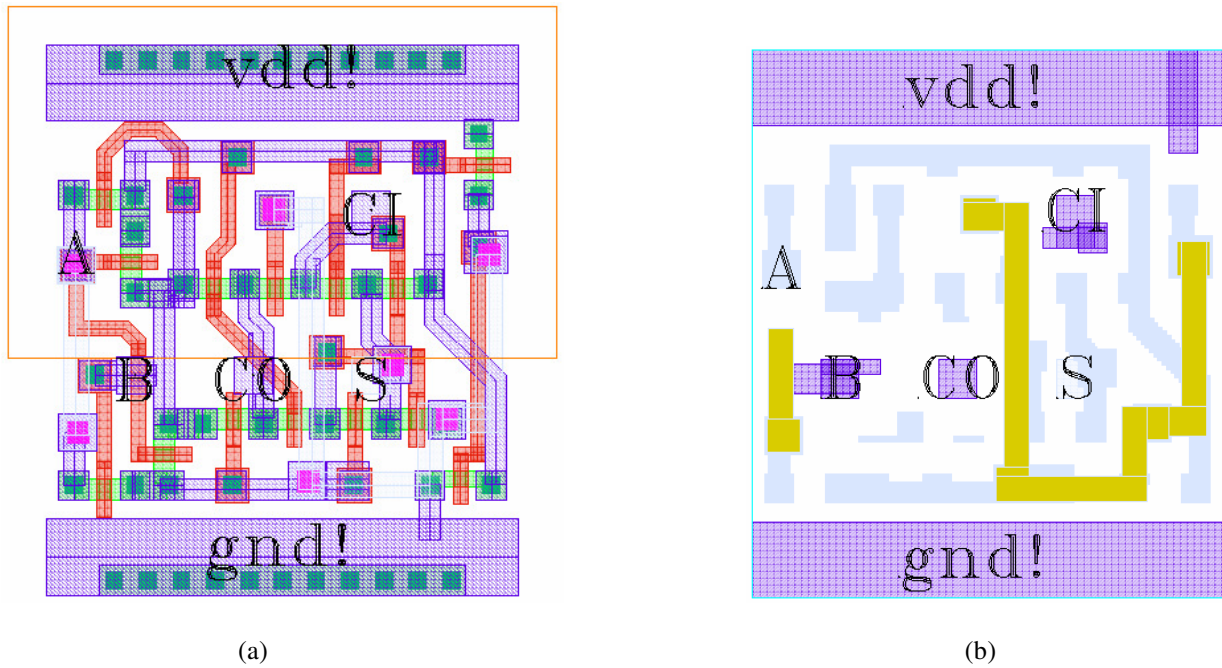 vdd!
CI
A
B CO S
gnd!
(a)
vdd!
CI
A
B CO S
gnd!
(b)